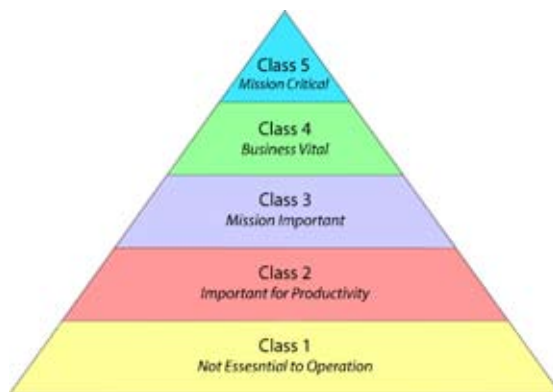 Class 5
Mission Critical
Class 4
Business Vital
Class 3
Mission Important
Class 2
Important for Productivity
Class 1
Not Essesntial to Operation